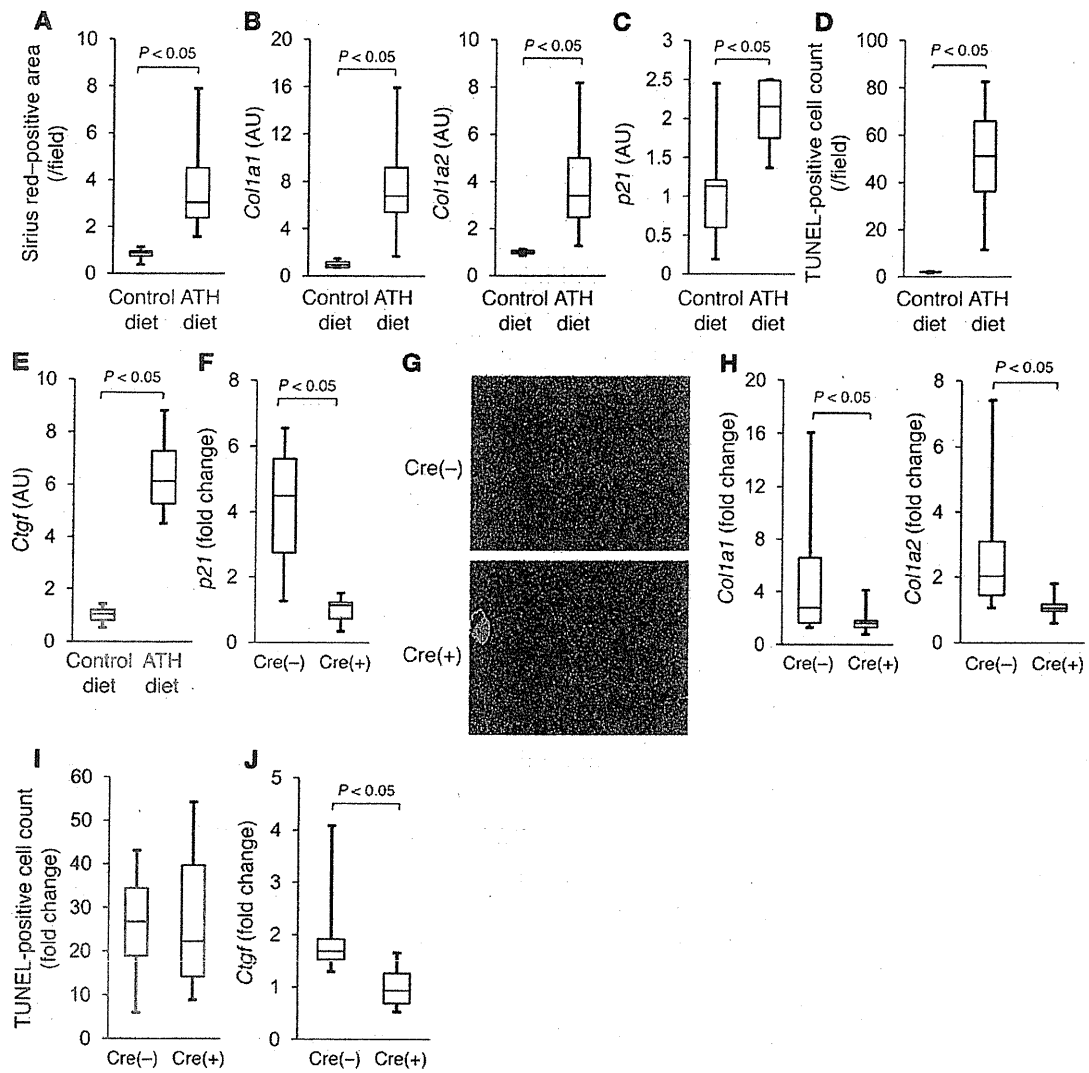 A
Sirius red–positive area
(/field)
10
8
6
4
2
0
P < 0.05
Control ATH
diet diet
B
Col1a1 (AU)
20
16
12
8
4
0
P < 0.05
Control ATH
diet diet
Col1a2 (AU)
10
8
6
4
2
0
P < 0.05
Control ATH
diet diet
C
p21 (AU)
3
2.5
2
1.5
1
0.5
0
P < 0.05
Control ATH
diet diet
D
TUNEL-positive cell count
(/field)
100
80
60
40
20
0
P < 0.05
Control ATH
diet diet
E
Ctgf (AU)
10
8
6
4
2
0
P < 0.05
Control ATH
diet diet
F
p21 (fold change)
8
6
4
2
0
P < 0.05
Cre(–) Cre(+)
G
Cre(–)
Cre(+)
H
Col1a1 (fold change)
20
16
12
8
4
0
P < 0.05
Cre(–) Cre(+)
Col1a2 (fold change)
8
6
4
2
0
P < 0.05
Cre(–) Cre(+)
I
TUNEL-positive cell count
(fold change)
60
50
40
30
20
10
0
Cre(–) Cre(+)
J
Ctgf (fold change)
5
4
3
2
1
0
P < 0.05
Cre(–) Cre(+)